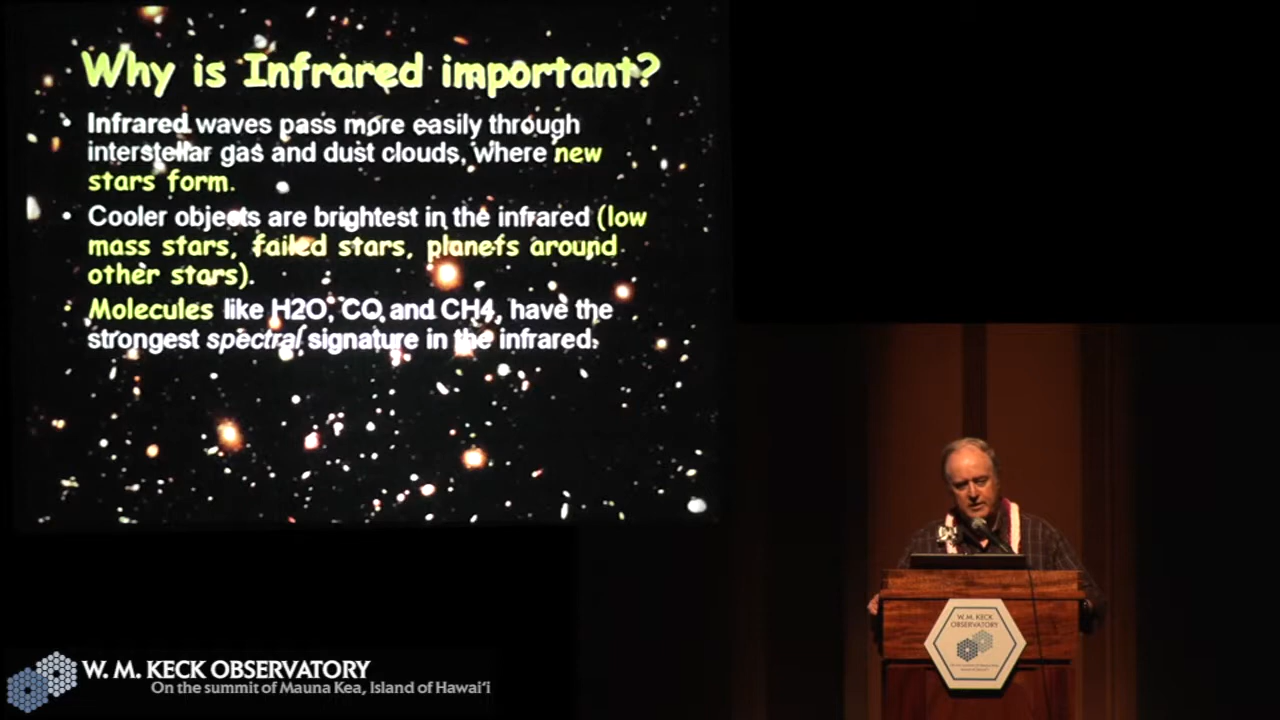 Why is Infrared important?
• Infrared waves pass more easily through
interstellar gas and dust clouds, where new
stars form.
• Cooler objects are brightest in the infrared (low
mass stars, failed stars, planets around
other stars).
• Molecules like H2O, CO and CH4, have the
strongest spectral signature in the infrared.
W. M. KECK
OBSERVATORY
W. M. KECK OBSERVATORY
On the summit of Mauna Kea, Island of Hawai‘i